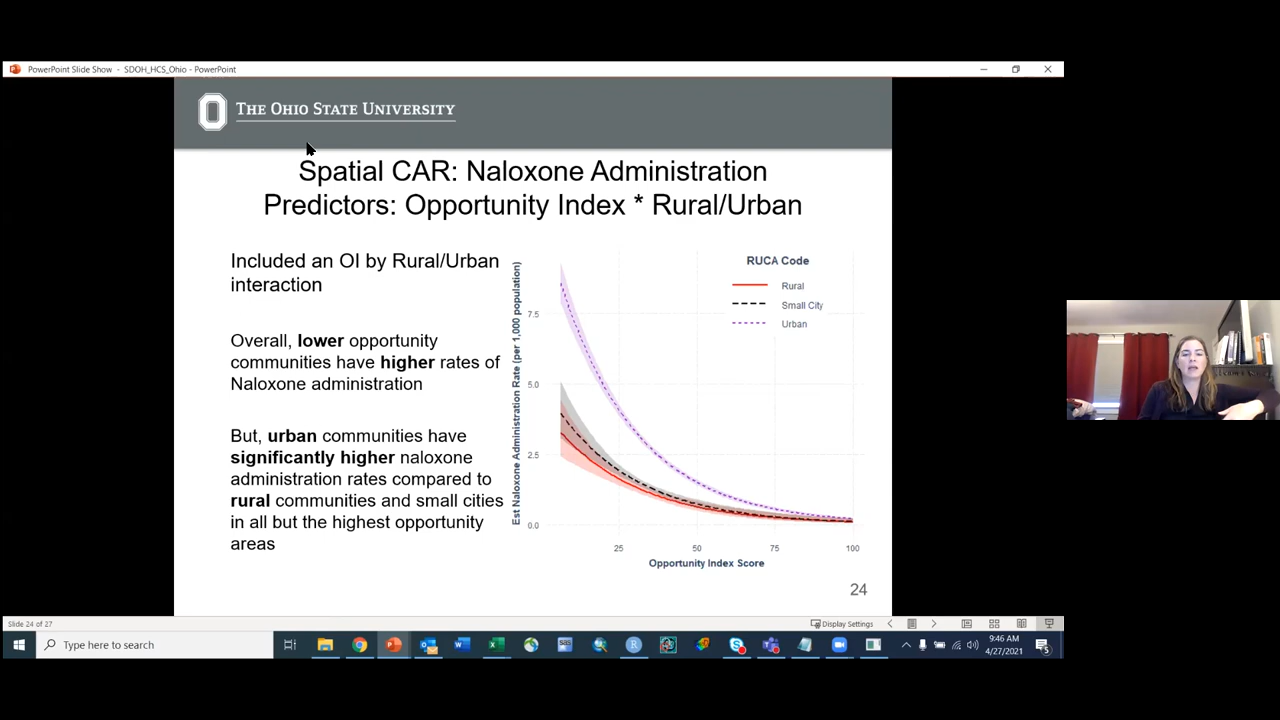 PowerPoint Slide Show - SDOH_HCS_Ohio - PowerPoint
THE OHIO STATE UNIVERSITY
Spatial CAR: Naloxone Administration
Predictors: Opportunity Index * Rural/Urban
Included an OI by Rural/Urban
interaction
Overall, lower opportunity
communities have higher rates of
Naloxone administration
But, urban communities have
significantly higher naloxone
administration rates compared to
rural communities and small cities
in all but the highest opportunity
areas
Est Naloxone Administration Rate (per 1,000 population)
7.5
5.0
2.5
0.0
RUCA Code
Rural
Small City
Urban
25 50 75 100
Opportunity Index Score
24
Slide 24 of 27
Display Settings
Type here to search
9:46 AM
4/27/2021
5